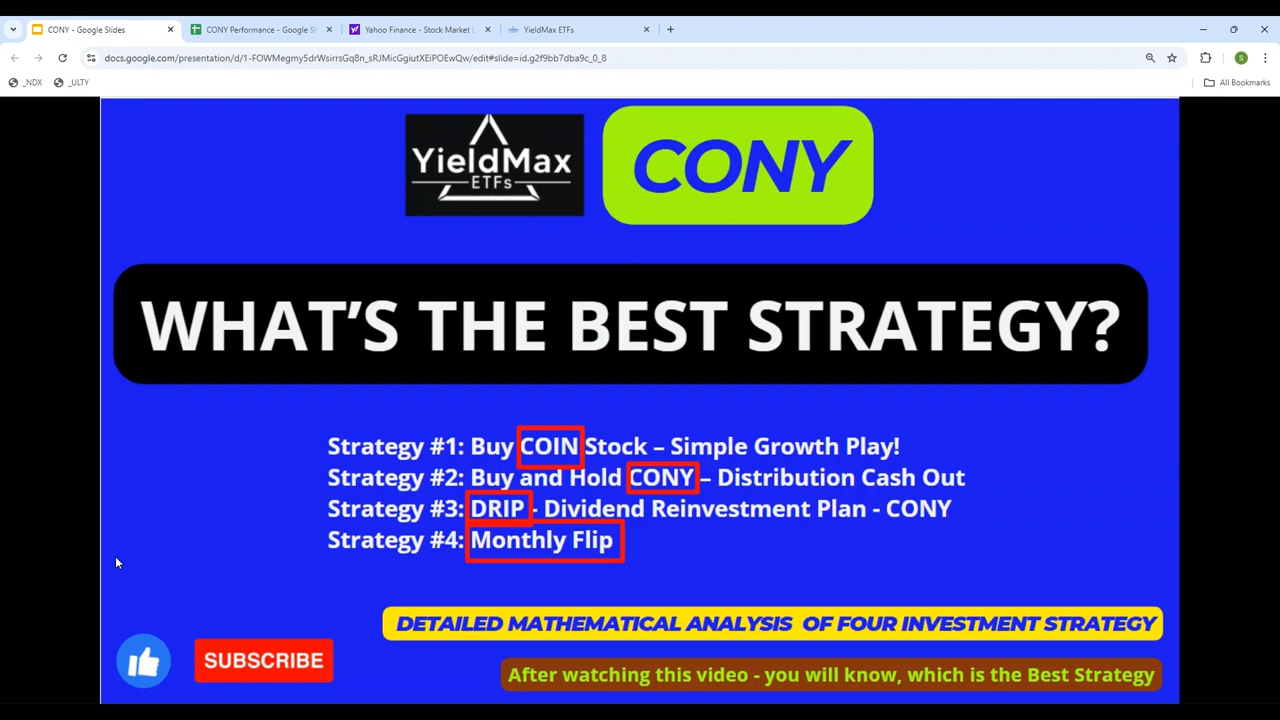 CONY - Google Slides
CONY Performance - Google S
Yahoo Finance - Stock Market L
YieldMax ETFs
docs.google.com/presentation/d/1-FOWMegmy5drWsirrsGq8n_sRJMicGgiutXEiPOEwQw/edit#slide=id.g2f9bb7dba9c_0_8
_NDX
_ULTY
All Bookmarks
YieldMax
ETFs
CONY
WHAT'S THE BEST STRATEGY?
Strategy #1: Buy COIN Stock – Simple Growth Play!
Strategy #2: Buy and Hold CONY – Distribution Cash Out
Strategy #3: DRIP - Dividend Reinvestment Plan - CONY
Strategy #4: Monthly Flip
DETAILED MATHEMATICAL ANALYSIS OF FOUR INVESTMENT STRATEGY
SUBSCRIBE
After watching this video - you will know, which is the Best Strategy